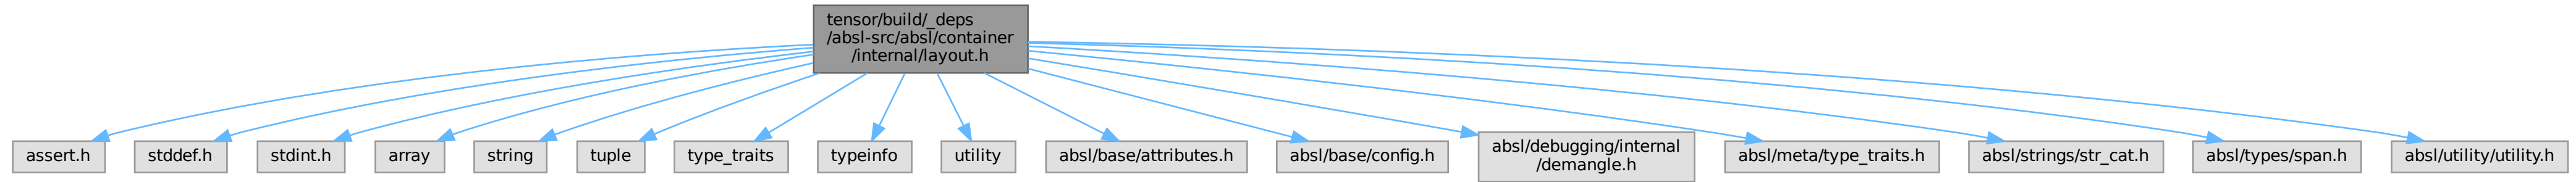 tensor/build/_deps
/absl-src/absl/container
/internal/layout.h
assert.h
stddef.h
stdint.h
array
string
tuple
type_traits
typeinfo
utility
absl/base/attributes.h
absl/base/config.h
absl/debugging/internal
/demangle.h
absl/meta/type_traits.h
absl/strings/str_cat.h
absl/types/span.h
absl/utility/utility.h